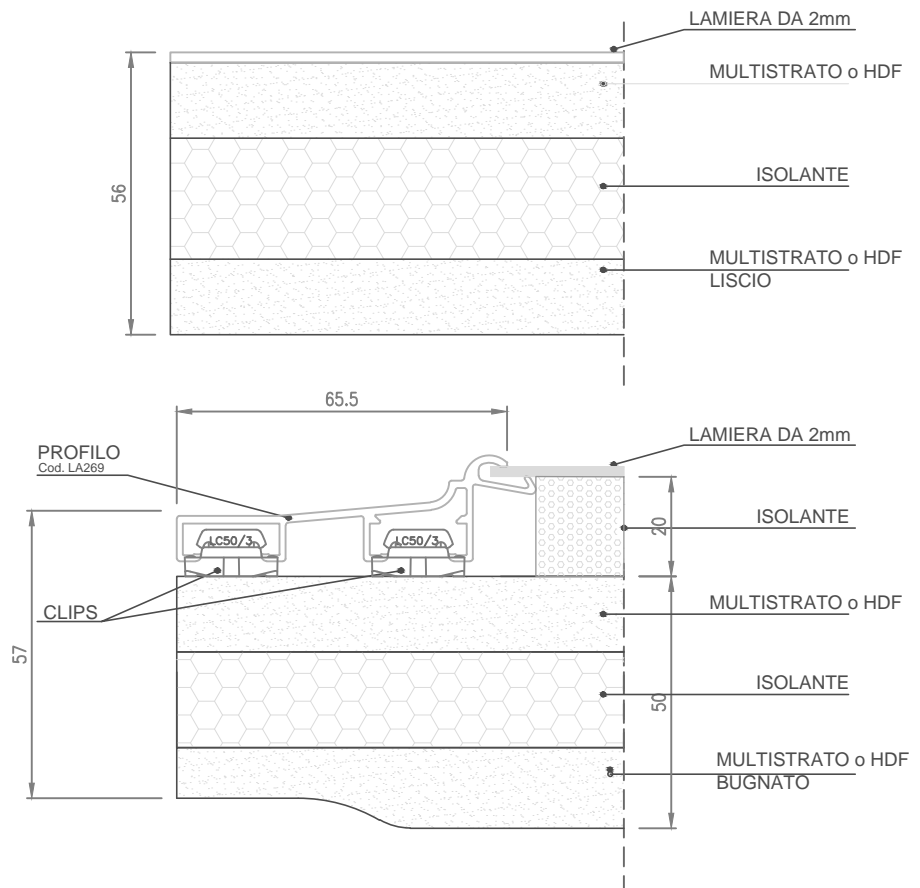 LAMIERA DA 2mm
MULTISTRATO o HDF
56
ISOLANTE
MULTISTRATO o HDF
LISCIO
65.5
LAMIERA DA 2mm
PROFILO
Cod. LA269
20
ISOLANTE
LC50/3
LC50/3
CLIPS
MULTISTRATO o HDF
57
ISOLANTE
50
MULTISTRATO o HDF
BUGNATO